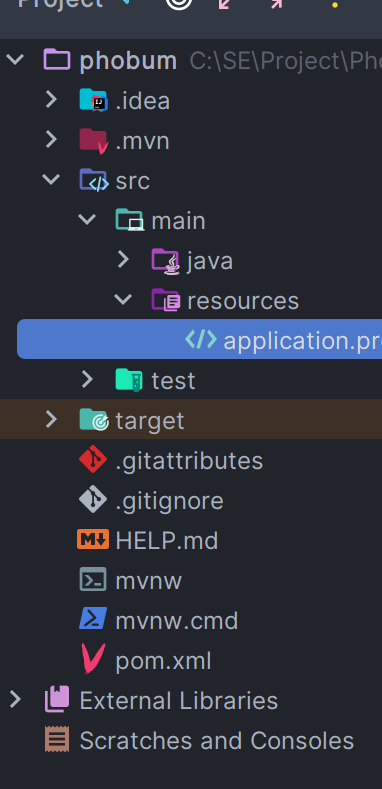 Project
phobum C:\SE\Project\Pho
.idea
.mvn
src
main
java
resources
application.pr
test
target
.gitattributes
.gitignore
HELP.md
mvnw
mvnw.cmd
pom.xml
External Libraries
Scratches and Consoles